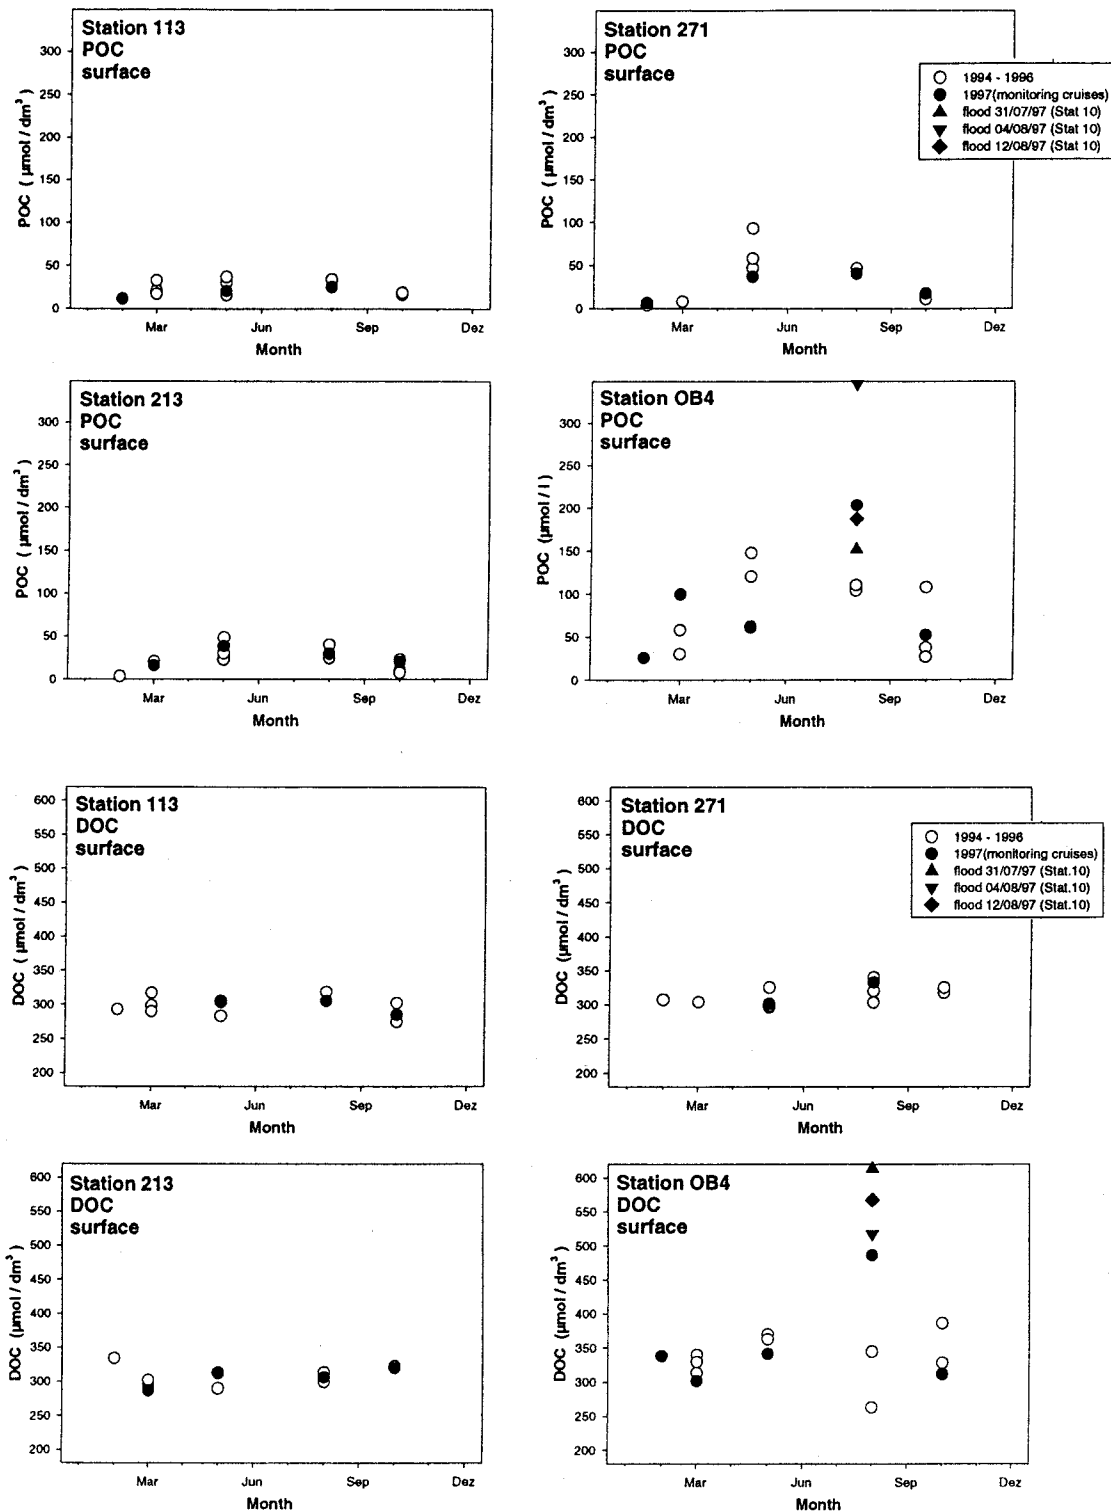 Station 113
POC
surface
300
250
200
150
100
50
0
POC ( µmol / dm³ )
Mar Jun Sep Dez
Month
Station 271
POC
surface
300
250
200
150
100
50
0
POC ( µmol / dm³ )
Mar Jun Sep Dez
Month
1994 - 1996
1997(monitoring cruises)
flood 31/07/97 (Stat 10)
flood 04/08/97 (Stat 10)
flood 12/08/97 (Stat 10)
Station 213
POC
surface
300
250
200
150
100
50
0
POC ( µmol / dm³ )
Mar Jun Sep Dez
Month
Station OB4
POC
surface
300
250
200
150
100
50
0
POC (µmol / l )
Mar Jun Sep Dez
Month
Station 113
DOC
surface
600
550
500
450
400
350
300
250
200
DOC ( µmol / dm³ )
Mar Jun Sep Dez
Month
Station 271
DOC
surface
600
550
500
450
400
350
300
250
200
DOC (µmol / dm³ )
Mar Jun Sep Dez
Month
1994 - 1996
1997(monitoring cruises)
flood 31/07/97 (Stat.10)
flood 04/08/97 (Stat.10)
flood 12/08/97 (Stat.10)
Station 213
DOC
surface
600
550
500
450
400
350
300
250
200
DOC (µmol / dm³ )
Mar Jun Sep Dez
Month
Station OB4
DOC
surface
600
550
500
450
400
350
300
250
200
DOC (µmol / dm³ )
Mar Jun Sep Dez
Month